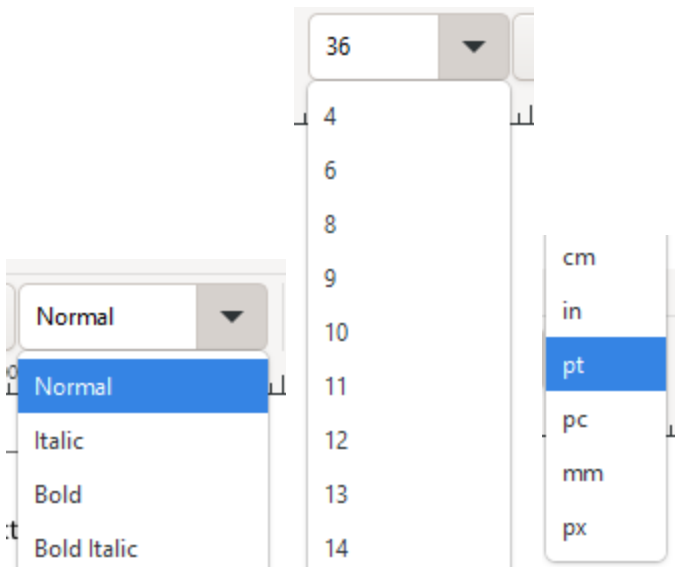 Normal
Normal
Italic
Bold
Bold Italic
36
4
6
8
9
10
11
12
13
14
cm
in
pt
pc
mm
px